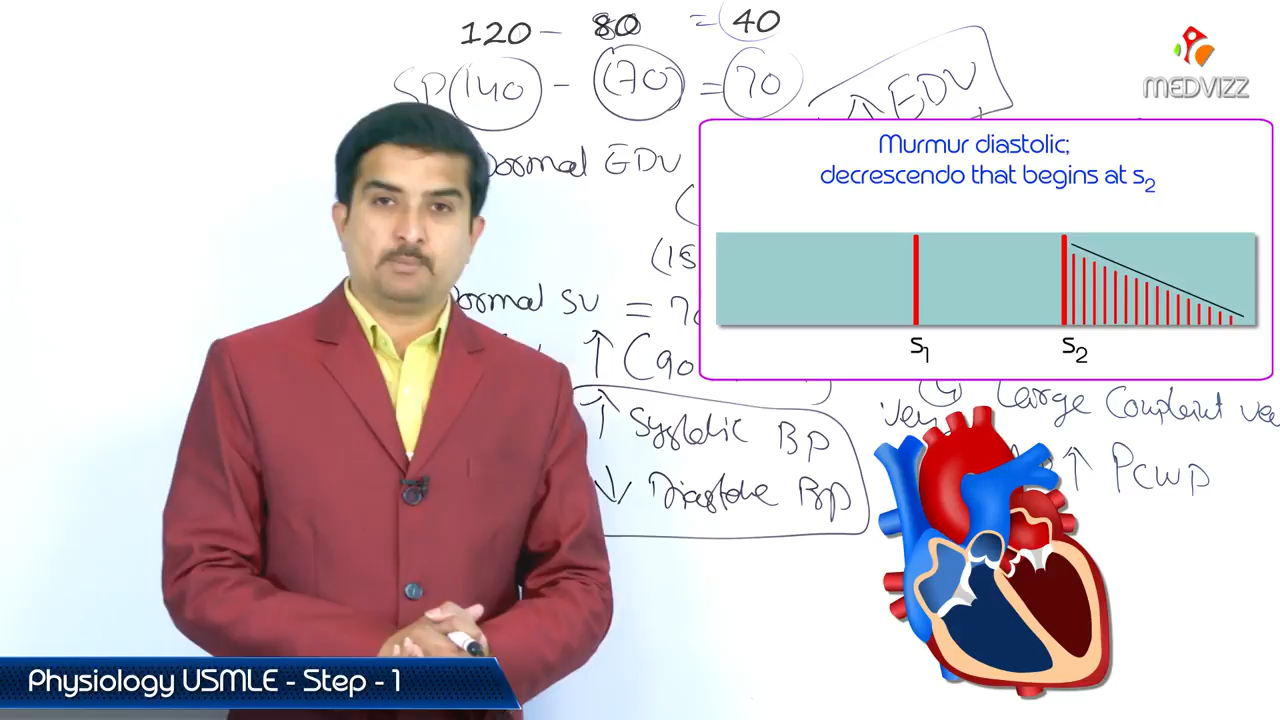 120 - 80 = 40
SP 140 - 70 = 70
↑ EDV
MEDVIZZ
Murmur diastolic;
decrescendo that begins at s2
Normal EDV
S1 S2
Normal SV = 70
↑ (90
↑ Systolic BP
↓ Diastolic BP
Large Compliant
↑ PCWP
Physiology USMLE - Step - 1